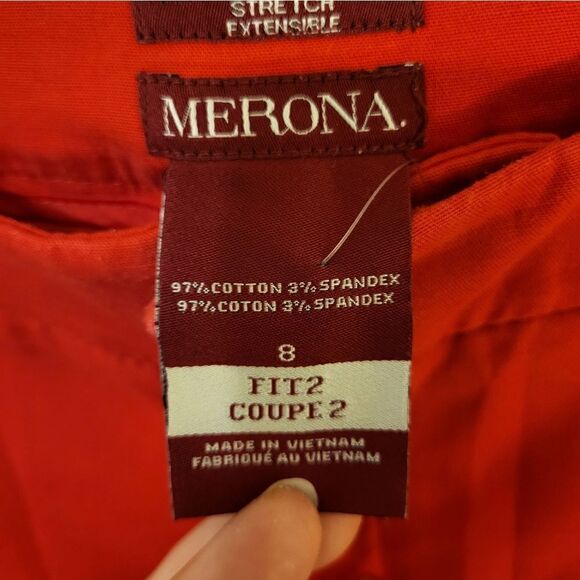 STRETCH
EXTENSIBLE
MERONA.
97% COTTON 3% SPANDEX
97% COTON 3% SPANDEX
8
FIT2
COUPE 2
MADE IN VIETNAM
FABRIQUÉ AU VIETNAM